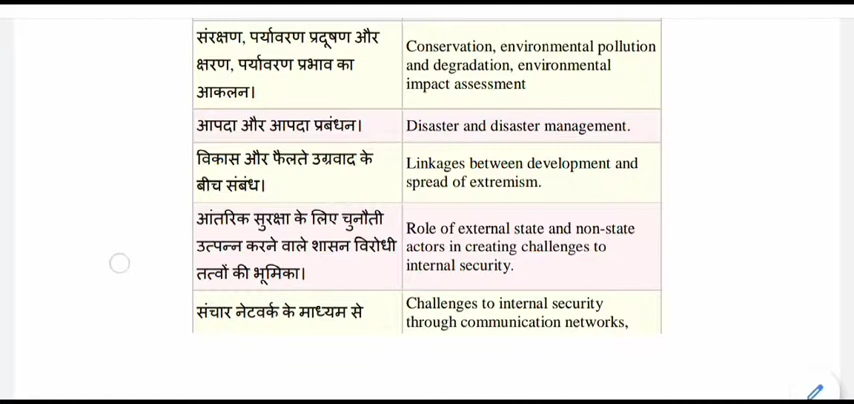 संरक्षण, पर्यावरण प्रदूषण और
क्षरण, पर्यावरण प्रभाव का
आकलन।
Conservation, environmental pollution
and degradation, environmental
impact assessment
आपदा और आपदा प्रबंधन।
Disaster and disaster management.
विकास और फैलते उग्रवाद के
बीच संबंध।
Linkages between development and
spread of extremism.
आंतरिक सुरक्षा के लिए चुनौती
उत्पन्न करने वाले शासन विरोधी
तत्वों की भूमिका।
Role of external state and non-state
actors in creating challenges to
internal security.
संचार नेटवर्क के माध्यम से
Challenges to internal security
through communication networks,